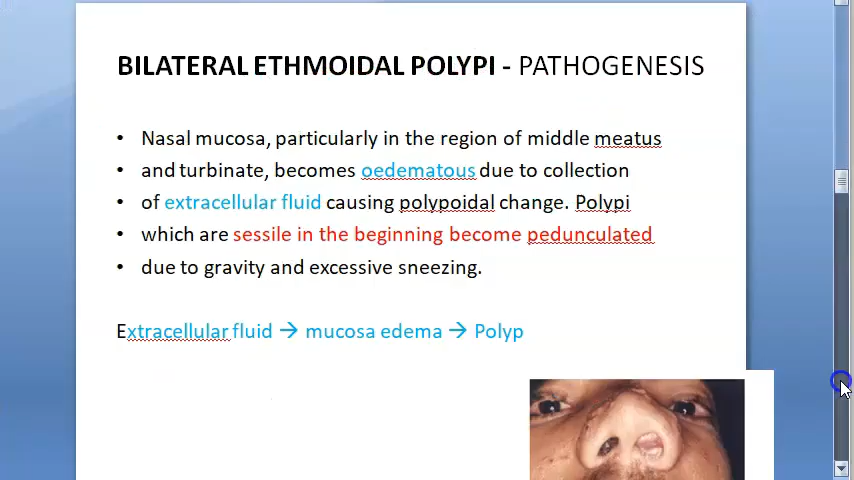 BILATERAL ETHMOIDAL POLYPI - PATHOGENESIS
• Nasal mucosa, particularly in the region of middle meatus
• and turbinate, becomes oedematous due to collection
• of extracellular fluid causing polypoidal change. Polypi
• which are sessile in the beginning become pedunculated
• due to gravity and excessive sneezing.
Extracellular fluid → mucosa edema → Polyp